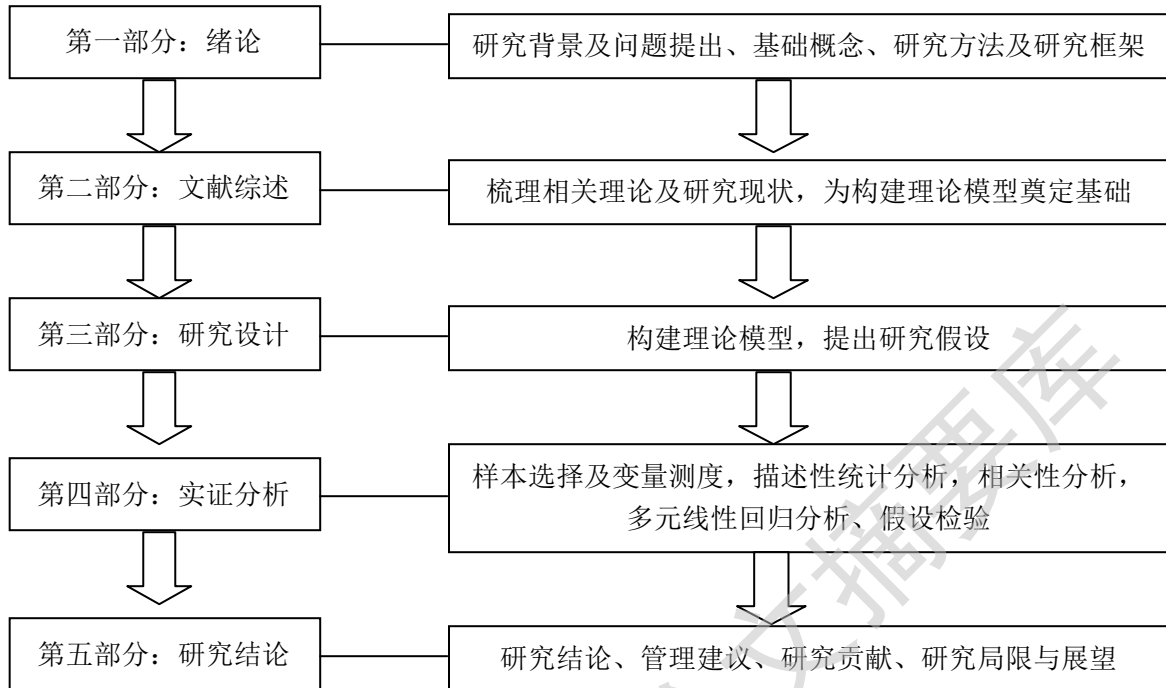 第一部分：绪论
研究背景及问题提出、基础概念、研究方法及研究框架
第二部分：文献综述
梳理相关理论及研究现状，为构建理论模型奠定基础
第三部分：研究设计
构建理论模型，提出研究假设
第四部分：实证分析
样本选择及变量测度，描述性统计分析，相关性分析，
多元线性回归分析、假设检验
第五部分：研究结论
研究结论、管理建议、研究贡献、研究局限与展望
文摘要库